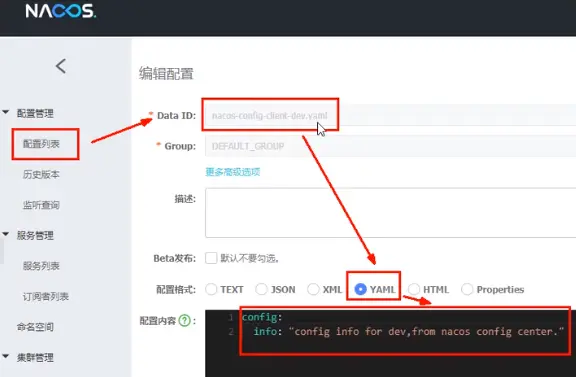 NACOS.
编辑配置
配置管理
配置列表
历史版本
监听查询
服务管理
服务列表
订阅者列表
命名空间
集群管理
* Data ID: nacos-config-client-dev.yaml
* Group: DEFAULT_GROUP
更多高级选项
描述:
Beta发布: 默认不要勾选。
配置格式: TEXT JSON XML YAML HTML Properties
配置内容 ? :
1 config:
2 info: "config info for dev,from nacos config center."